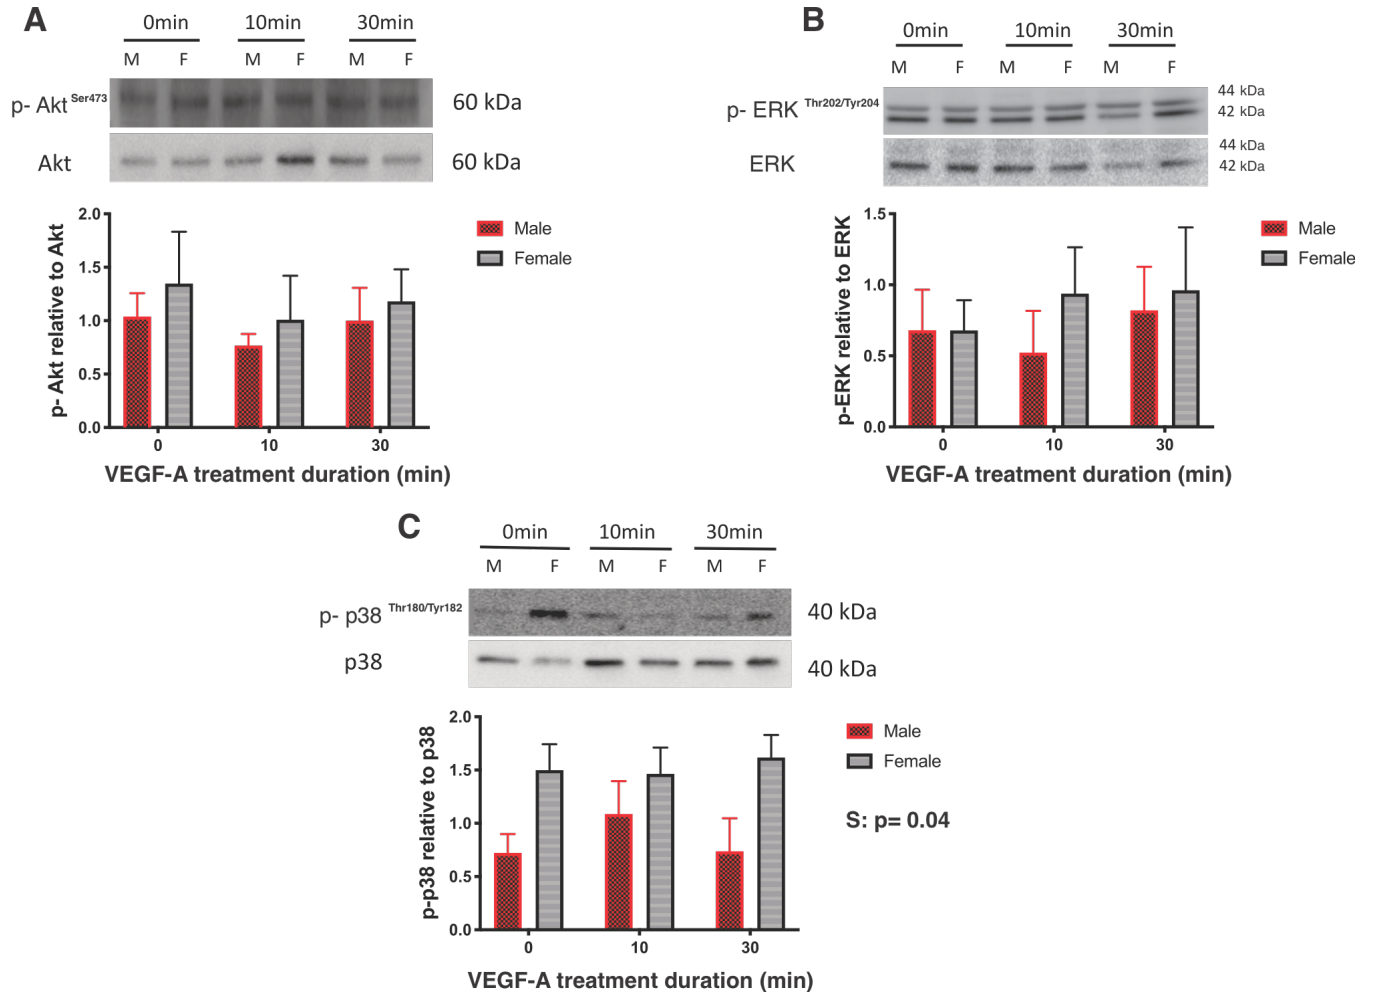 A
0min 10min 30min
M F M F M F
p- Akt Ser473 60 kDa
Akt 60 kDa
2.0
1.5
1.0
0.5
0.0
p- Akt relative to Akt
Male
Female
0 10 30
VEGF-A treatment duration (min)
B
0min 10min 30min
M F M F M F
p- ERK Thr202/Tyr204 44 kDa
42 kDa
ERK 44 kDa
42 kDa
1.5
1.0
0.5
0.0
p-ERK relative to ERK
Male
Female
0 10 30
VEGF-A treatment duration (min)
C
0min 10min 30min
M F M F M F
p- p38 Thr180/Tyr182 40 kDa
p38 40 kDa
2.0
1.5
1.0
0.5
0.0
p-p38 relative to p38
Male
Female
S: p= 0.04
0 10 30
VEGF-A treatment duration (min)